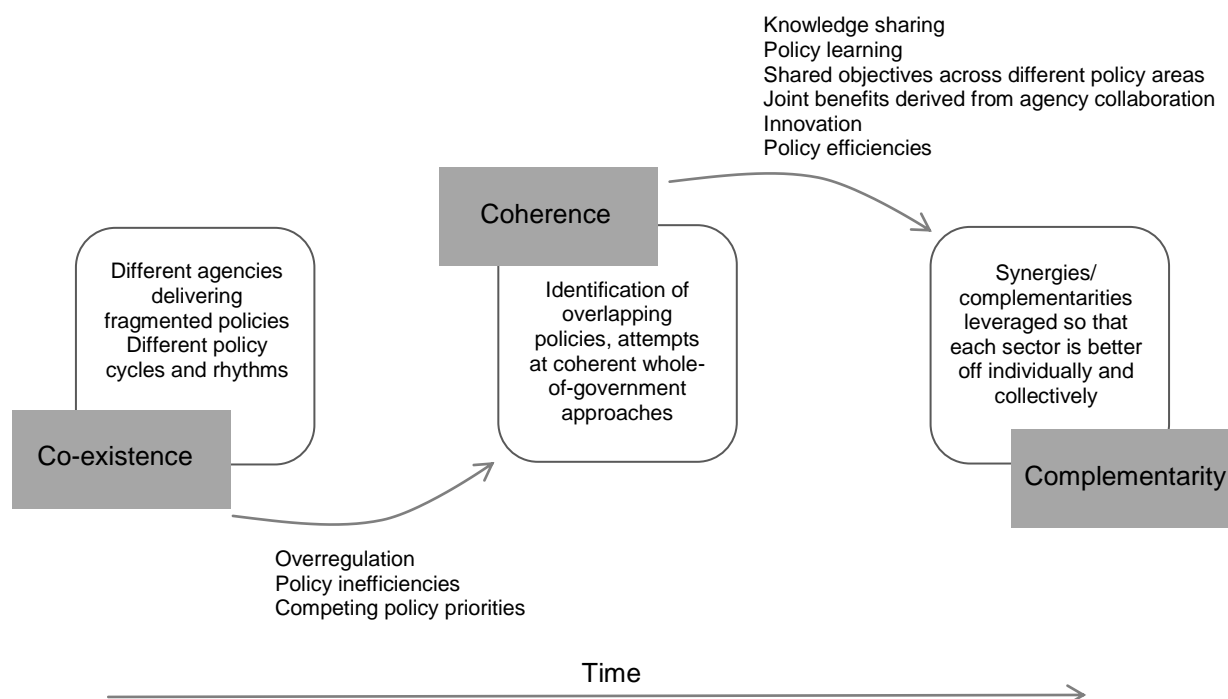 Knowledge sharing
Policy learning
Shared objectives across different policy areas
Joint benefits derived from agency collaboration
Innovation
Policy efficiencies
Coherence
Different agencies
delivering
fragmented policies
Different policy
cycles and rhythms
Identification of
overlapping
policies, attempts
at coherent whole-
of-government
approaches
Synergies/
complementarities
leveraged so that
each sector is better
off individually and
collectively
Co-existence
Complementarity
Overregulation
Policy inefficiencies
Competing policy priorities
Time